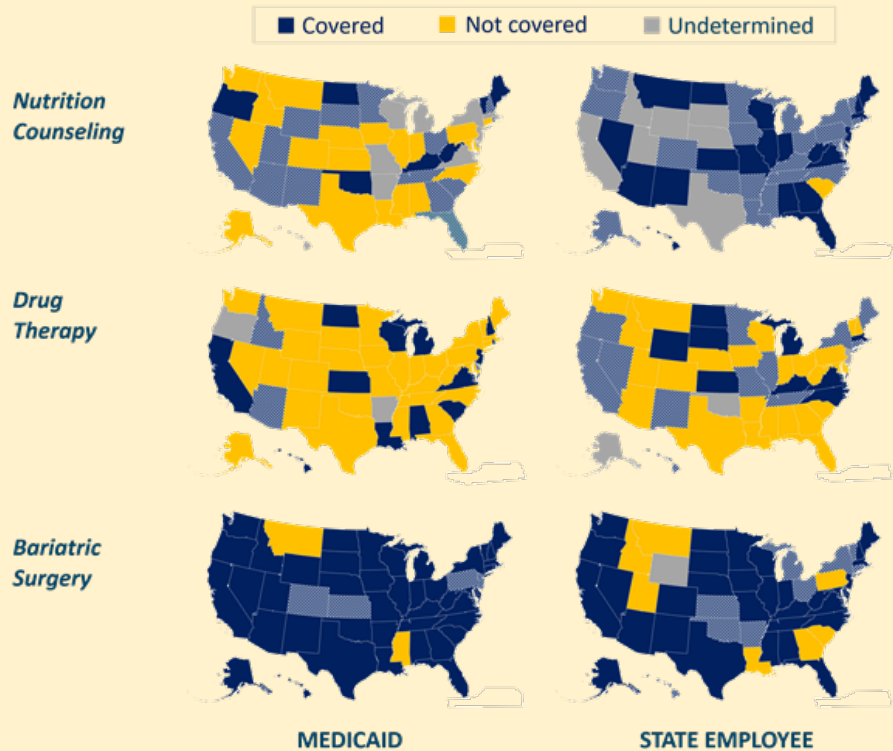 Covered Not covered Undetermined
Nutrition
Counseling
Drug
Therapy
Bariatric
Surgery
MEDICAID STATE EMPLOYEE